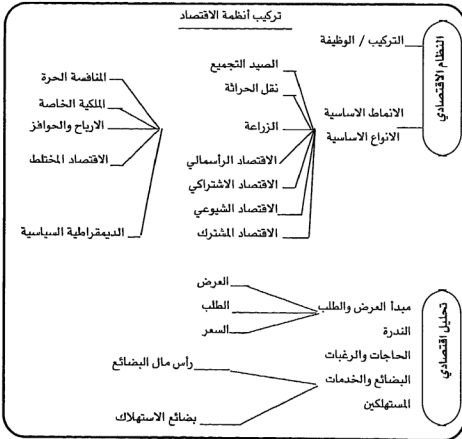 تركيب أنظمة الاقتصاد
النظام الاقتصادي
التركيب / الوظيفة
الانماط الاساسية
الانواع الاساسية
الصيد التجميع
نقل الحراثة
الزراعة
الاقتصاد الرأسمالي
الاقتصاد الاشتراكي
الاقتصاد الشيوعي
الاقتصاد المشترك
المنافسة الحرة
الملكية الخاصة
الارباح والحوافز
الاقتصاد المختلط
الديمقراطية السياسية
تحليل اقتصادي
مبدأ العرض والطلب
الندرة
الحاجات والرغبات
البضائع والخدمات
المستهلكين
العرض
الطلب
السعر
رأس مال البضائع
بضائع الاستهلاك